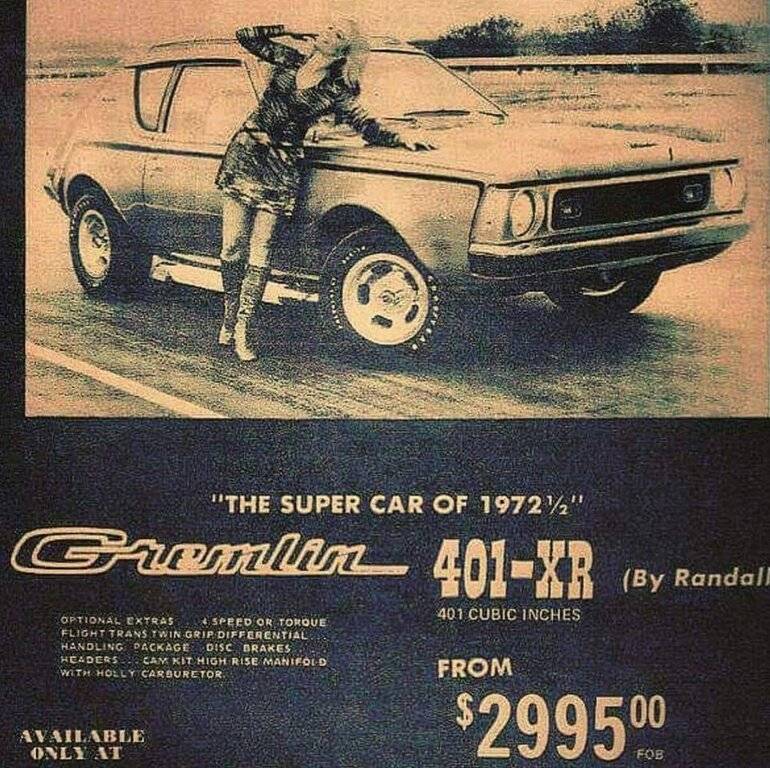 "THE SUPER CAR OF 1972½"
Gremlin 401-XR (By Randall
401 CUBIC INCHES
OPTIONAL EXTRAS 4 SPEED OR TORQUE
FLIGHT TRANS TWIN GRIP DIFFERENTIAL...
HANDLING PACKAGE DISC BRAKES
HEADERS... CAM KIT HIGH RISE MANIFOLD
WITH HOLLY CARBURETOR.
FROM
$2995 00
FOB
AVAILABLE
ONLY AT